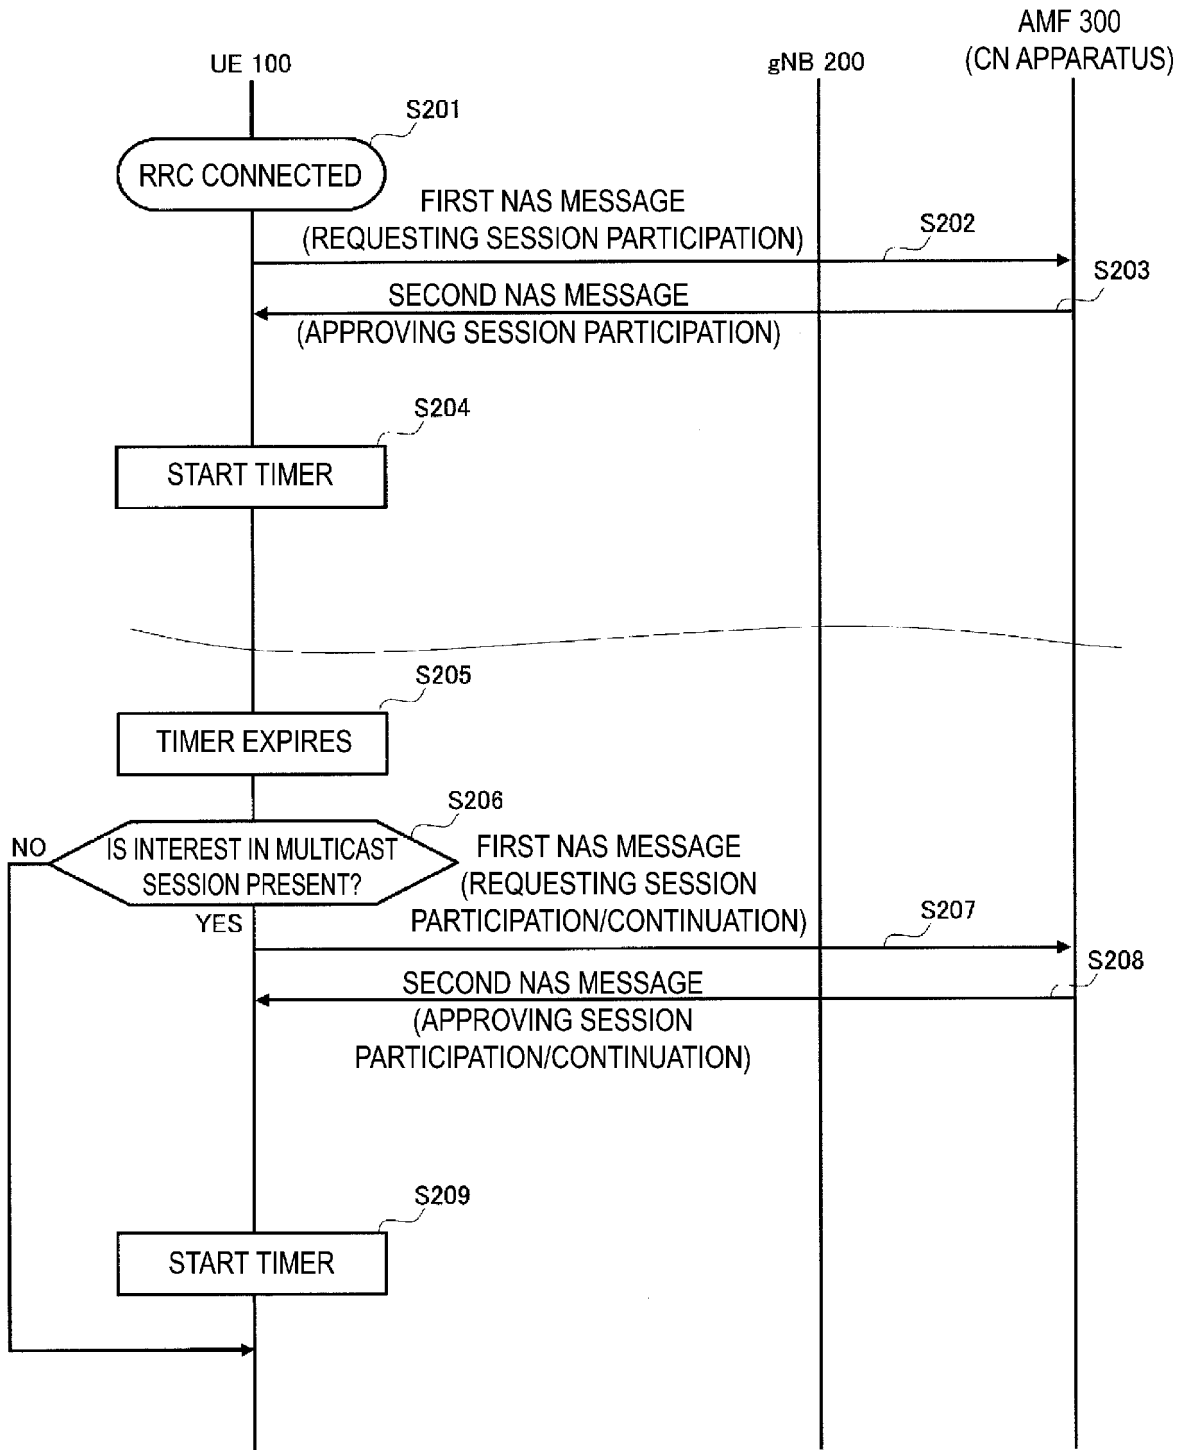 AMF 300
(CN APPARATUS)
UE 100
gNB 200
S201
RRC CONNECTED
FIRST NAS MESSAGE
(REQUESTING SESSION PARTICIPATION)
S202
S203
SECOND NAS MESSAGE
(APPROVING SESSION PARTICIPATION)
S204
START TIMER
S205
TIMER EXPIRES
S206
NO
IS INTEREST IN MULTICAST
SESSION PRESENT?
YES
FIRST NAS MESSAGE
(REQUESTING SESSION
PARTICIPATION/CONTINUATION)
S207
S208
SECOND NAS MESSAGE
(APPROVING SESSION
PARTICIPATION/CONTINUATION)
S209
START TIMER